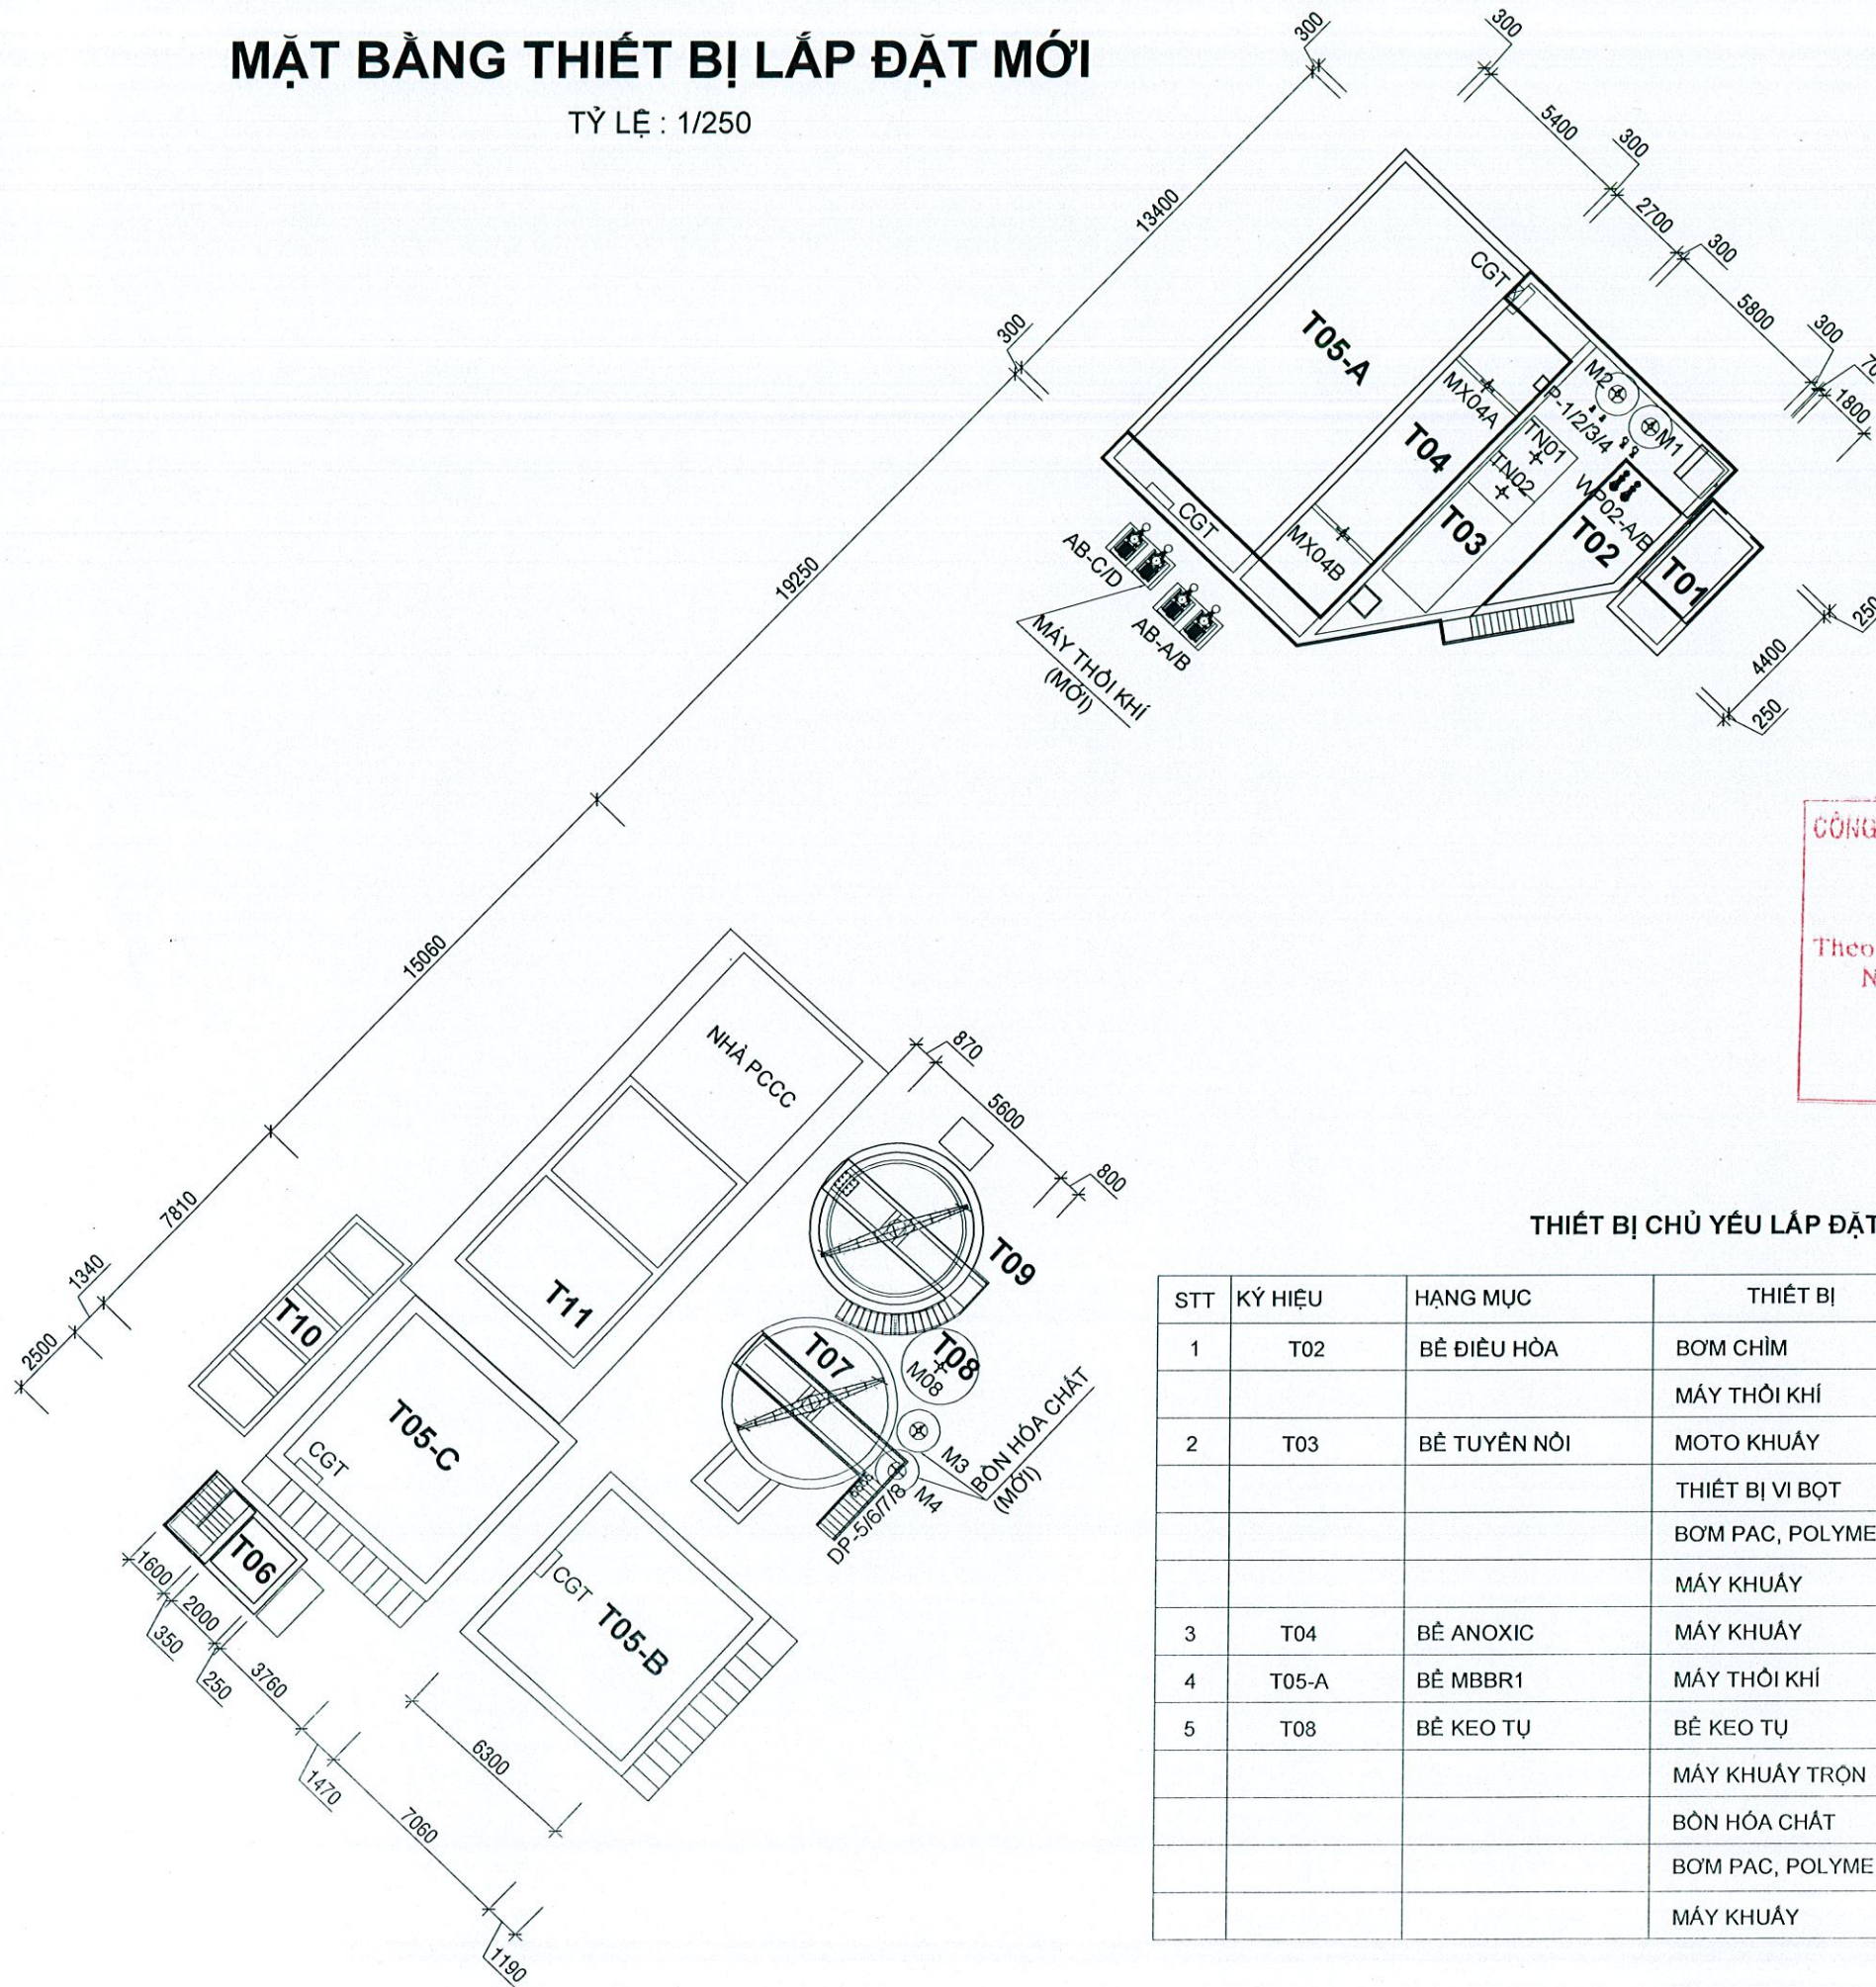 MẶT BẰNG THIẾT BỊ LẮP ĐẶT MỚI
TỶ LỆ : 1/250
300
300
5400
300
2700
300
5800
300
1800
13400
300
19250
15060
7810
1340
2500
CGT
T05-A
MX04A
T04
MX04B
M2
P-1/2/3/4
M1
TN01
TN02
T03
WP02-A/B
T02
T01
CGT
AB-C/D
AB-A/B
MÁY THỔI KHÍ
(MỚI)
250
4400
250
CÔNG
Theo
N
NHÀ PCCC
870
5600
800
T09
T11
T10
T07
T08
M08
M3
M4
BỒN HÓA CHẤT
(MỚI)
DP-5/6/7/8
T05-C
CGT
T06
CGT
T05-B
1600
350
2000
250
3760
1470
6300
7060
1190
THIẾT BỊ CHỦ YẾU LẮP ĐẶT
STT KÝ HIỆU HẠNG MỤC THIẾT BỊ
1 T02 BỂ ĐIỀU HÒA BƠM CHÌM
MÁY THỔI KHÍ
2 T03 BỂ TUYỂN NỔI MOTO KHUẤY
THIẾT BỊ VI BỌT
BƠM PAC, POLYME
MÁY KHUẤY
3 T04 BỂ ANOXIC MÁY KHUẤY
4 T05-A BỂ MBBR1 MÁY THỔI KHÍ
5 T08 BỂ KEO TỤ BỂ KEO TỤ
MÁY KHUẤY TRỘN
BỒN HÓA CHẤT
BƠM PAC, POLYME
MÁY KHUẤY